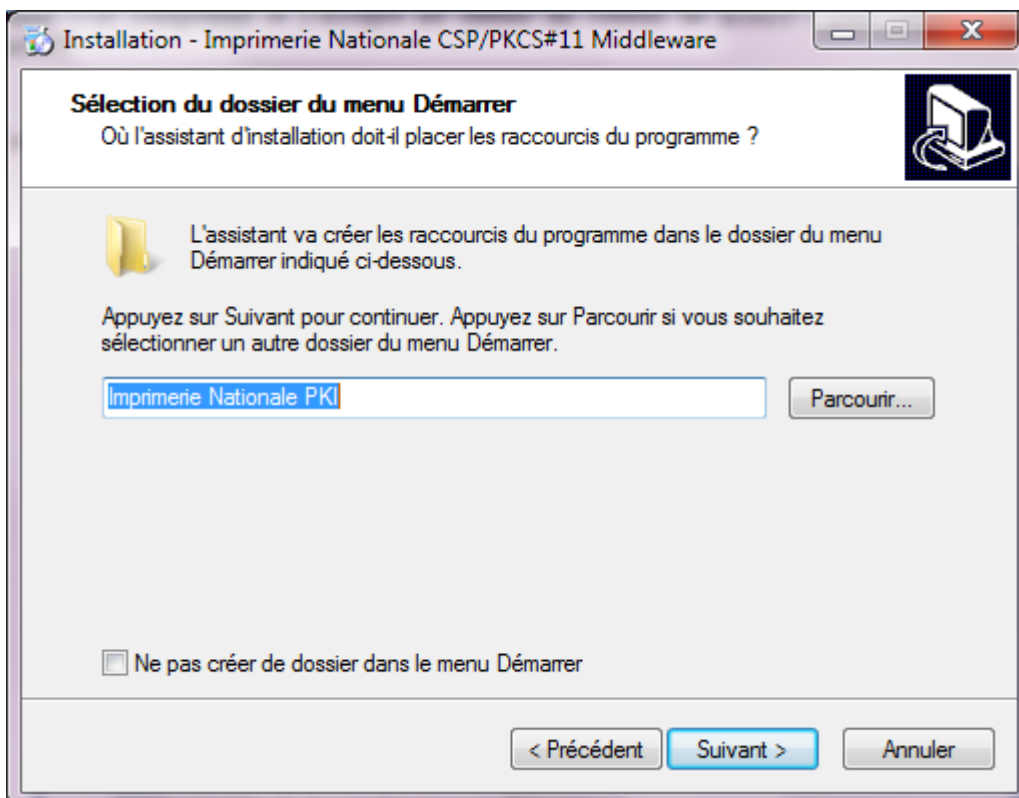 Installation - Imprimerie Nationale CSP/PKCS#11 Middleware
Sélection du dossier du menu Démarrer
Où l'assistant d'installation doit-il placer les raccourcis du programme ?
L'assistant va créer les raccourcis du programme dans le dossier du menu
Démarrer indiqué ci-dessous.
Appuyez sur Suivant pour continuer. Appuyez sur Parcourir si vous souhaitez
sélectionner un autre dossier du menu Démarrer.
Imprimerie Nationale PKI
Parcourir...
Ne pas créer de dossier dans le menu Démarrer
< Précédent
Suivant >
Annuler